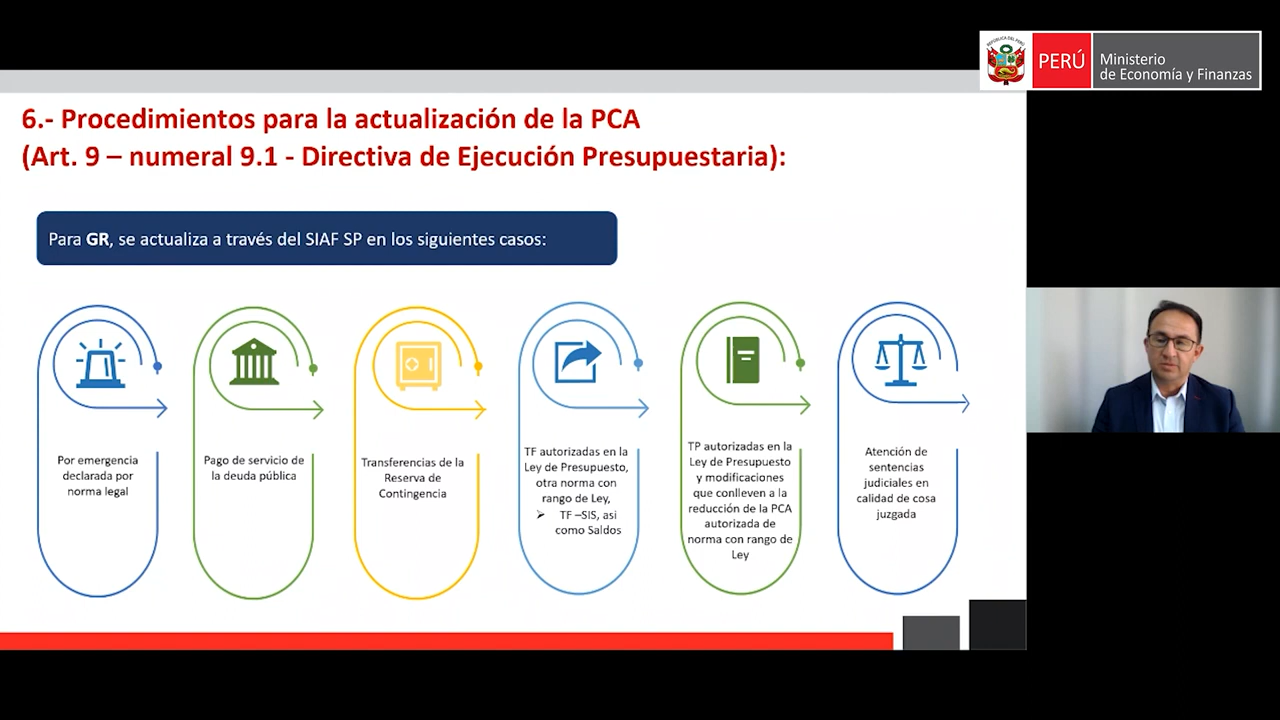 PERÚ
Ministerio
de Economía y Finanzas
6.- Procedimientos para la actualización de la PCA
(Art. 9 – numeral 9.1 - Directiva de Ejecución Presupuestaria):
Para GR, se actualiza a través del SIAF SP en los siguientes casos:
Por emergencia
declarada por
norma legal
Pago de servicio de
la deuda pública
Transferencias de la
Reserva de
Contingencia
TF autorizadas en la
Ley de Presupuesto,
otra norma con
rango de Ley,
➢ TF –SIS, asi
como Saldos
TP autorizadas en la
Ley de Presupuesto
y modificaciones
que conlleven a la
reducción de la PCA
autorizada de
norma con rango de
Ley
Atención de
sentencias
judiciales en
calidad de cosa
juzgada